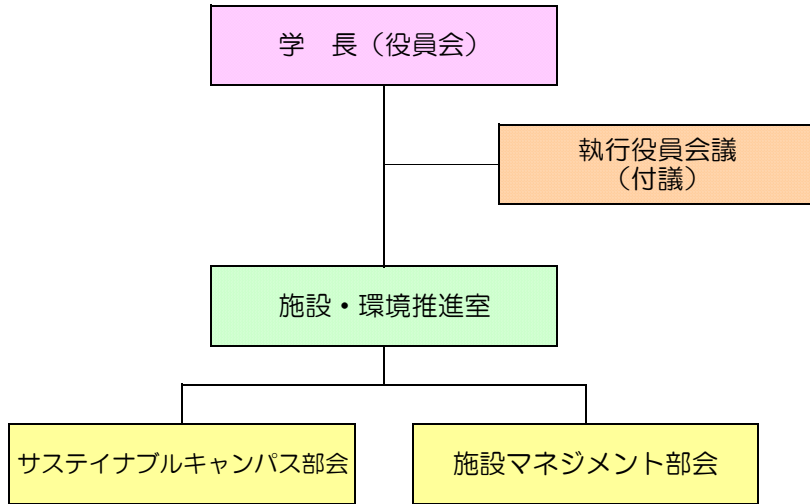 学　長（役員会）
執行役員会議
（付議）
施設・環境推進室
サステイナブルキャンパス部会
施設マネジメント部会